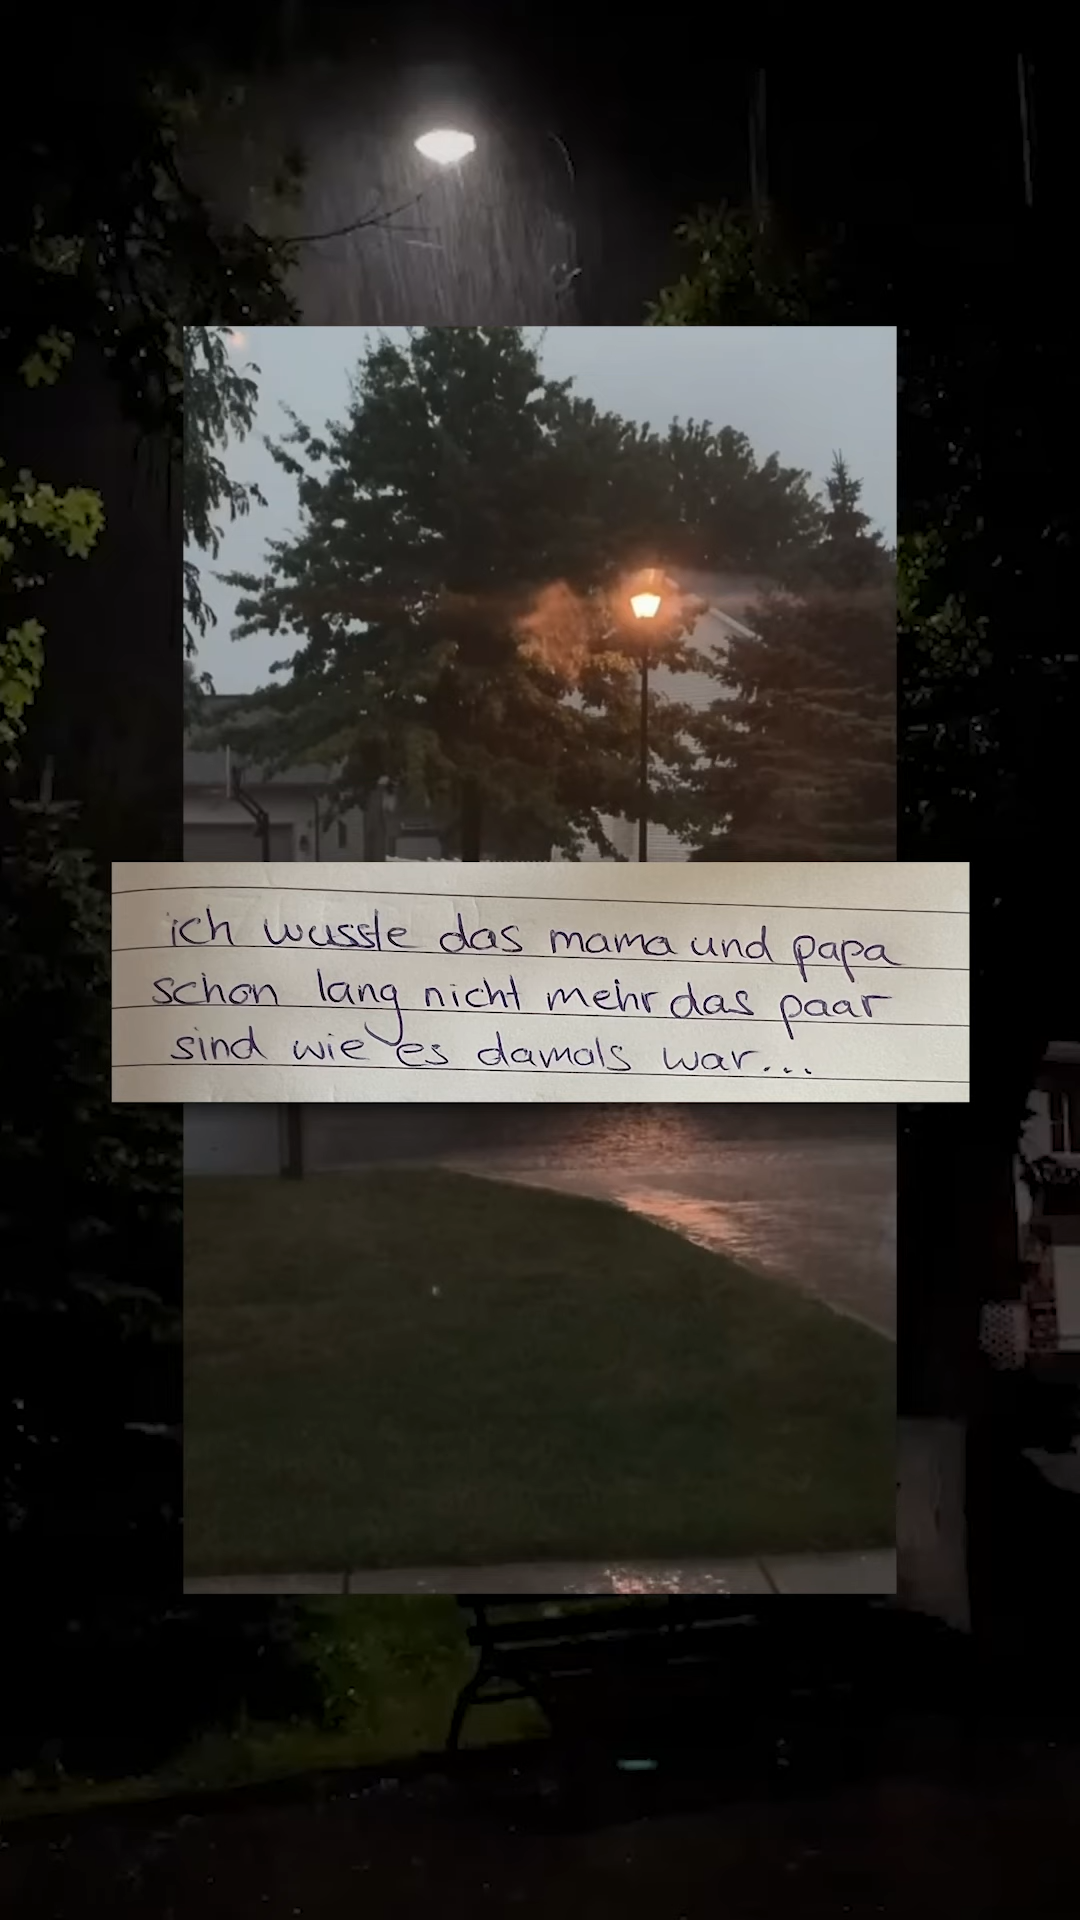 ich wusste das mama und papa
schon lang nicht mehr das paar
sind wie es damals war...